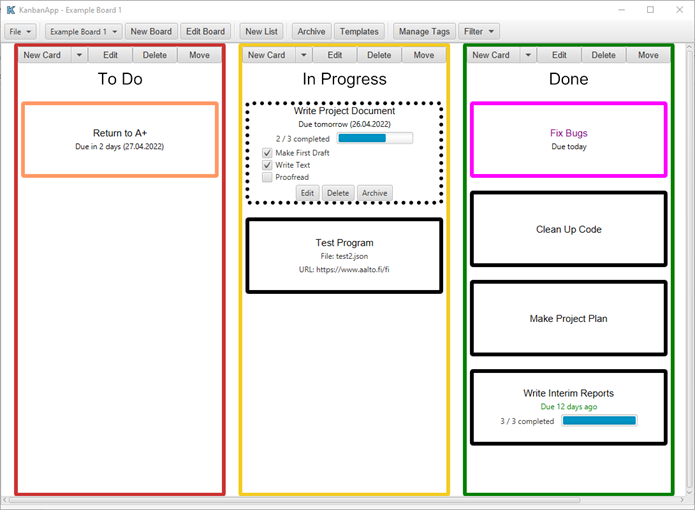 KanbanApp - Example Board 1
File Example Board 1 New Board Edit Board New List Archive Templates Manage Tags Filter
New Card Edit Delete Move
To Do
Return to A+
Due in 2 days (27.04.2022)
New Card Edit Delete Move
In Progress
Write Project Document
Due tomorrow (26.04.2022)
2 / 3 completed
Make First Draft
Write Text
Proofread
Edit Delete Archive
Test Program
File: test2.json
URL: https://www.aalto.fi/fi
New Card Edit Delete Move
Done
Fix Bugs
Due today
Clean Up Code
Make Project Plan
Write Interim Reports
Due 12 days ago
3 / 3 completed